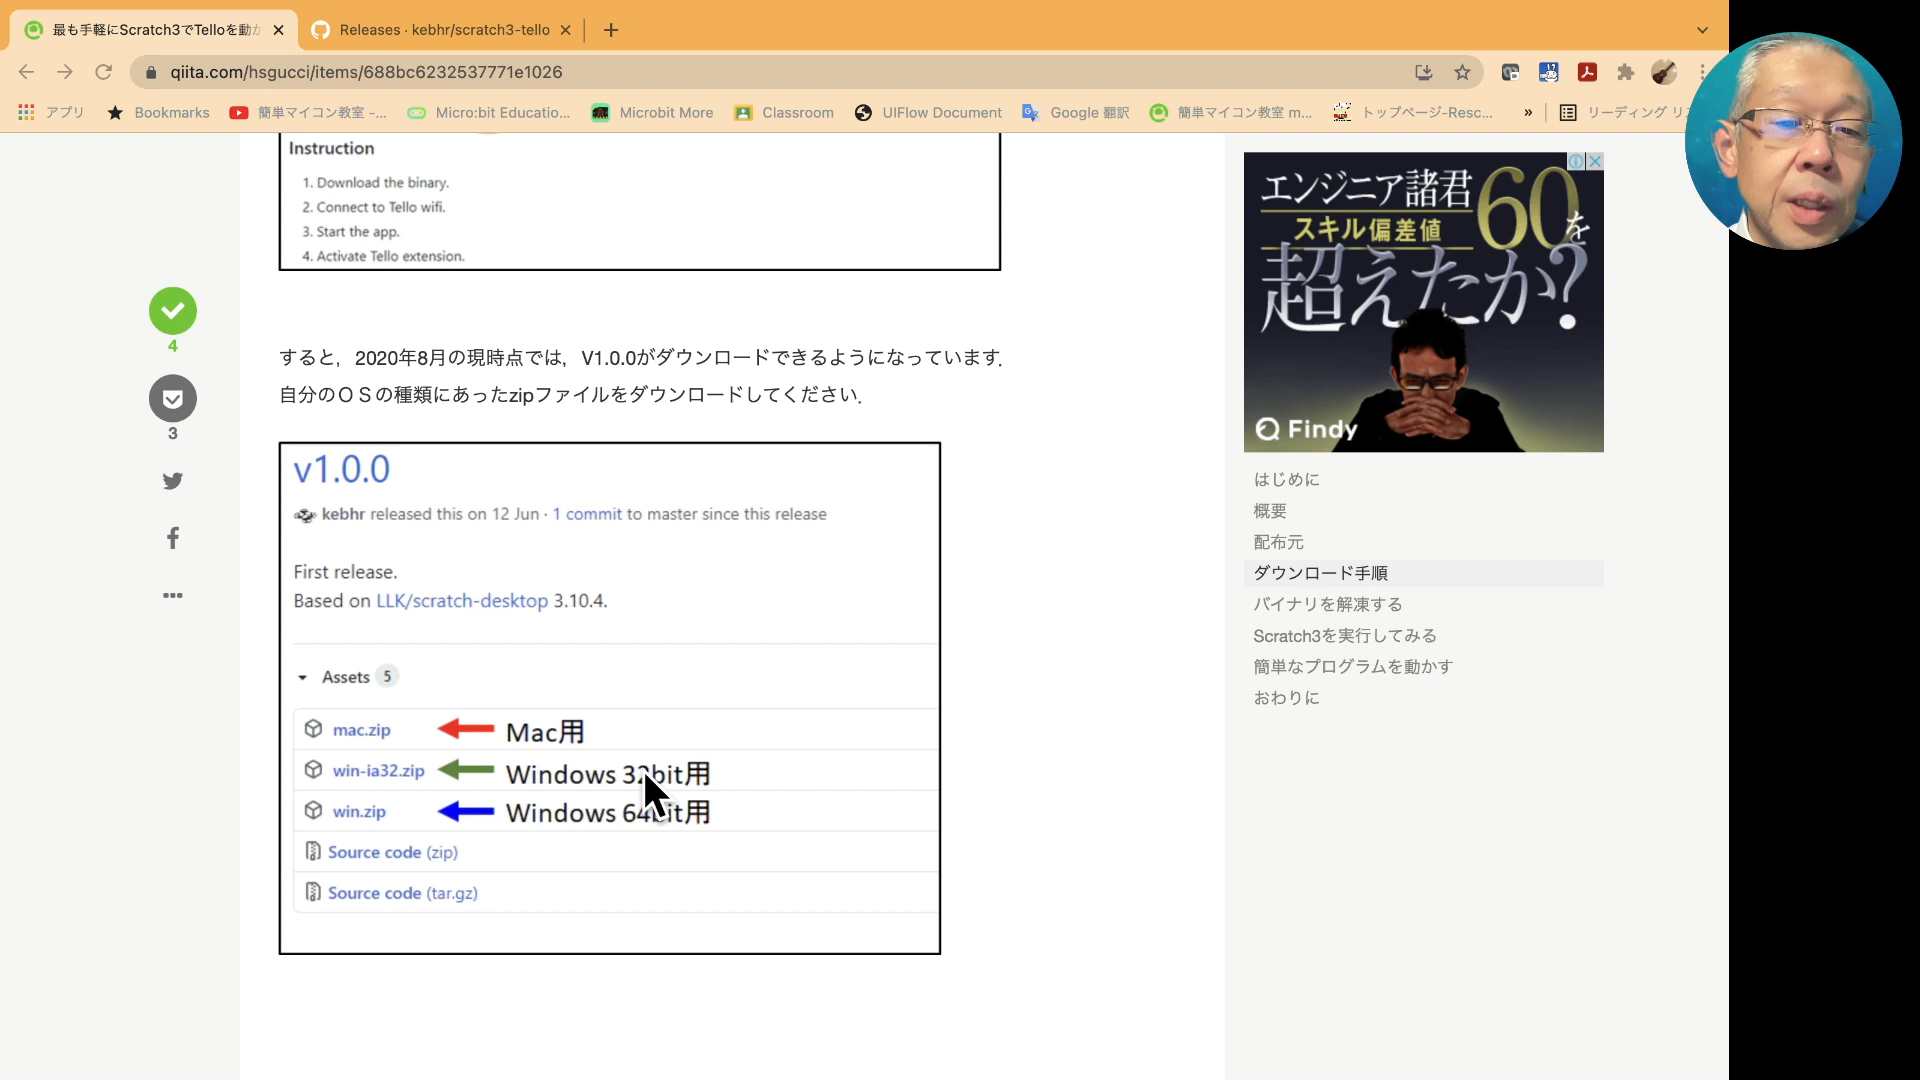 最も手軽にScratch3でTelloを動か
Releases · kebhr/scratch3-tello
qiita.com/hsgucci/items/688bc6232537771e1026
アプリ
Bookmarks
簡単マイコン教室 –...
Micro:bit Educatio...
Microbit More
Classroom
UIFlow Document
Google 翻訳
簡単マイコン教室 m...
トップページ-Resc...
»
リーディング リス
Instruction
1. Download the binary.
2. Connect to Tello wifi.
3. Start the app.
4. Activate Tello extension.
4
3
すると，2020年8月の現時点では，V1.0.0がダウンロードできるようになっています．
自分のＯＳの種類にあったzipファイルをダウンロードしてください．
v1.0.0
kebhr released this on 12 Jun · 1 commit to master since this release
First release.
Based on LLK/scratch-desktop 3.10.4.
Assets 5
mac.zip Mac用
win-ia32.zip Windows 32bit用
win.zip Windows 64bit用
Source code (zip)
Source code (tar.gz)
エンジニア諸君
スキル偏差値 60を
超えたか?
Findy
はじめに
概要
配布元
ダウンロード手順
バイナリを解凍する
Scratch3を実行してみる
簡単なプログラムを動かす
おわりに